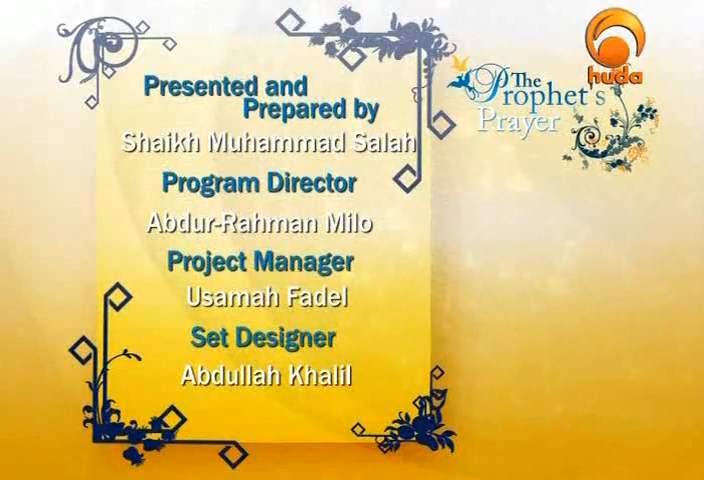 Presented and
Prepared by
Shaikh Muhammad Salah
Program Director
Abdur-Rahman Milo
Project Manager
Usamah Fadel
Set Designer
Abdullah Khalil
The
Prophet's
Prayer
huda